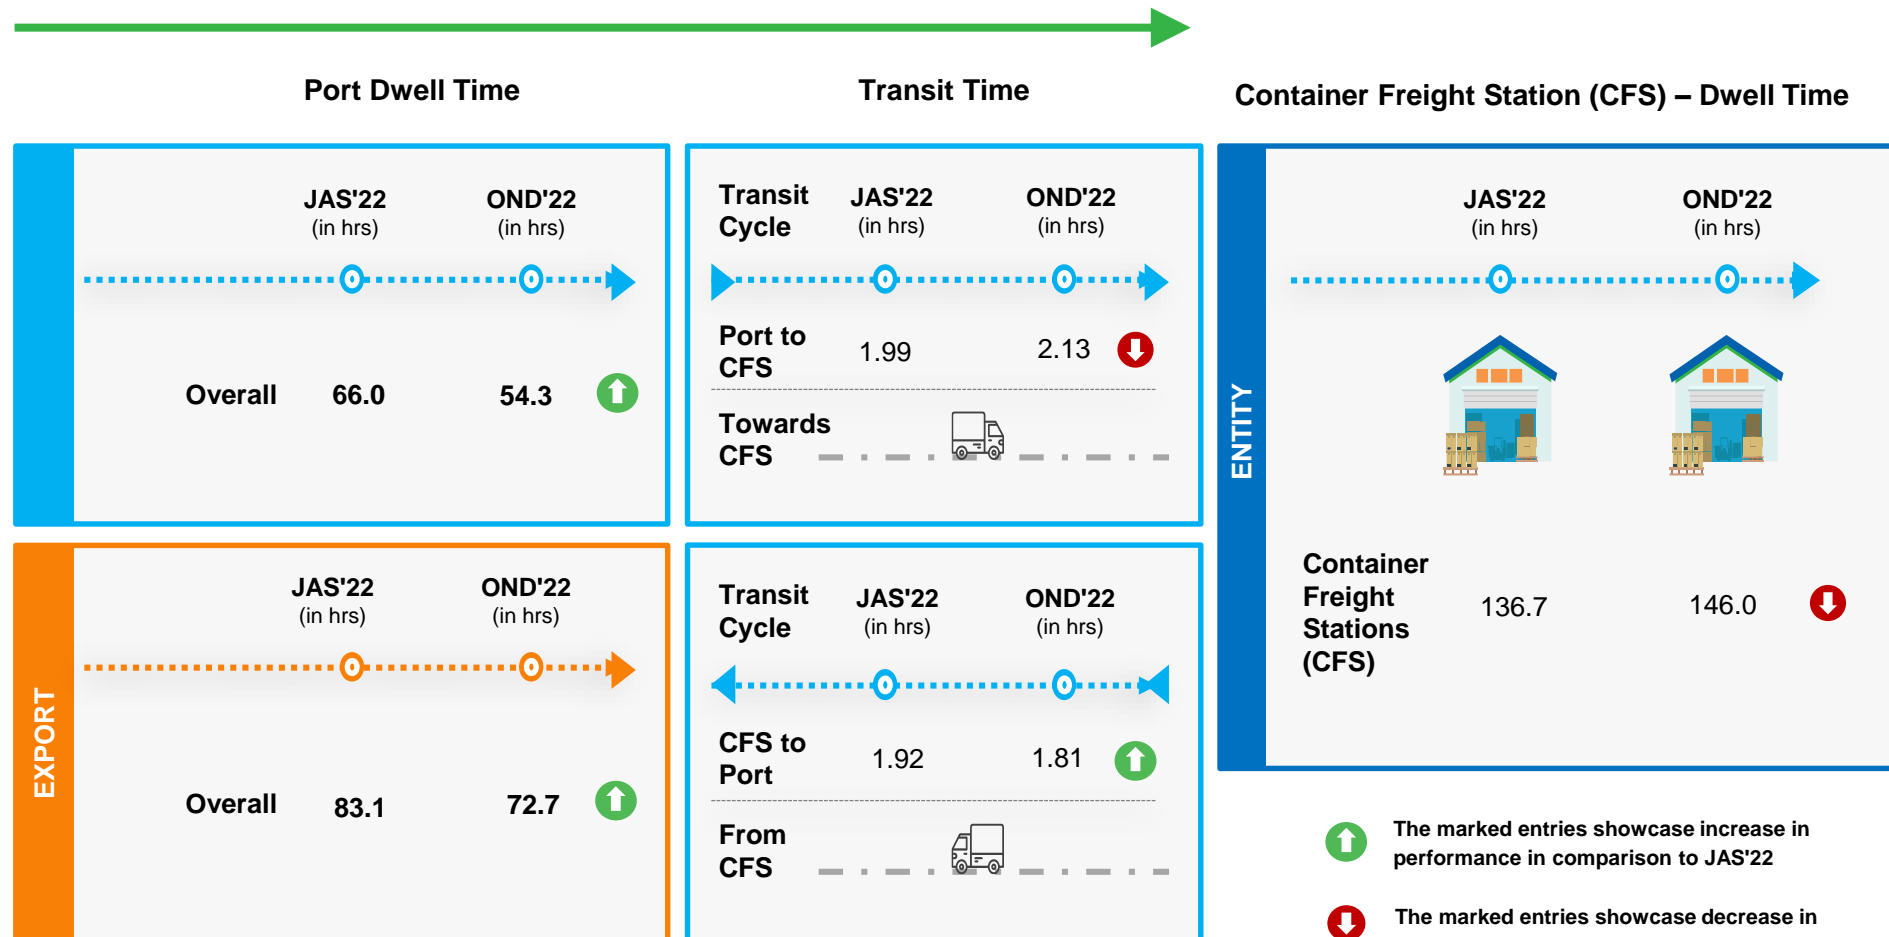 Port Dwell Time
Transit Time
Container Freight Station (CFS) – Dwell Time
JAS'22
(in hrs)
OND'22
(in hrs)
Overall
66.0
54.3
Transit
Cycle
JAS'22
(in hrs)
OND'22
(in hrs)
Port to
CFS
1.99
2.13
Towards
CFS
ENTITY
JAS'22
(in hrs)
OND'22
(in hrs)
Container
Freight
Stations
(CFS)
136.7
146.0
EXPORT
JAS'22
(in hrs)
OND'22
(in hrs)
Overall
83.1
72.7
Transit
Cycle
JAS'22
(in hrs)
OND'22
(in hrs)
CFS to
Port
1.92
1.81
From
CFS
The marked entries showcase increase in
performance in comparison to JAS'22
The marked entries showcase decrease in